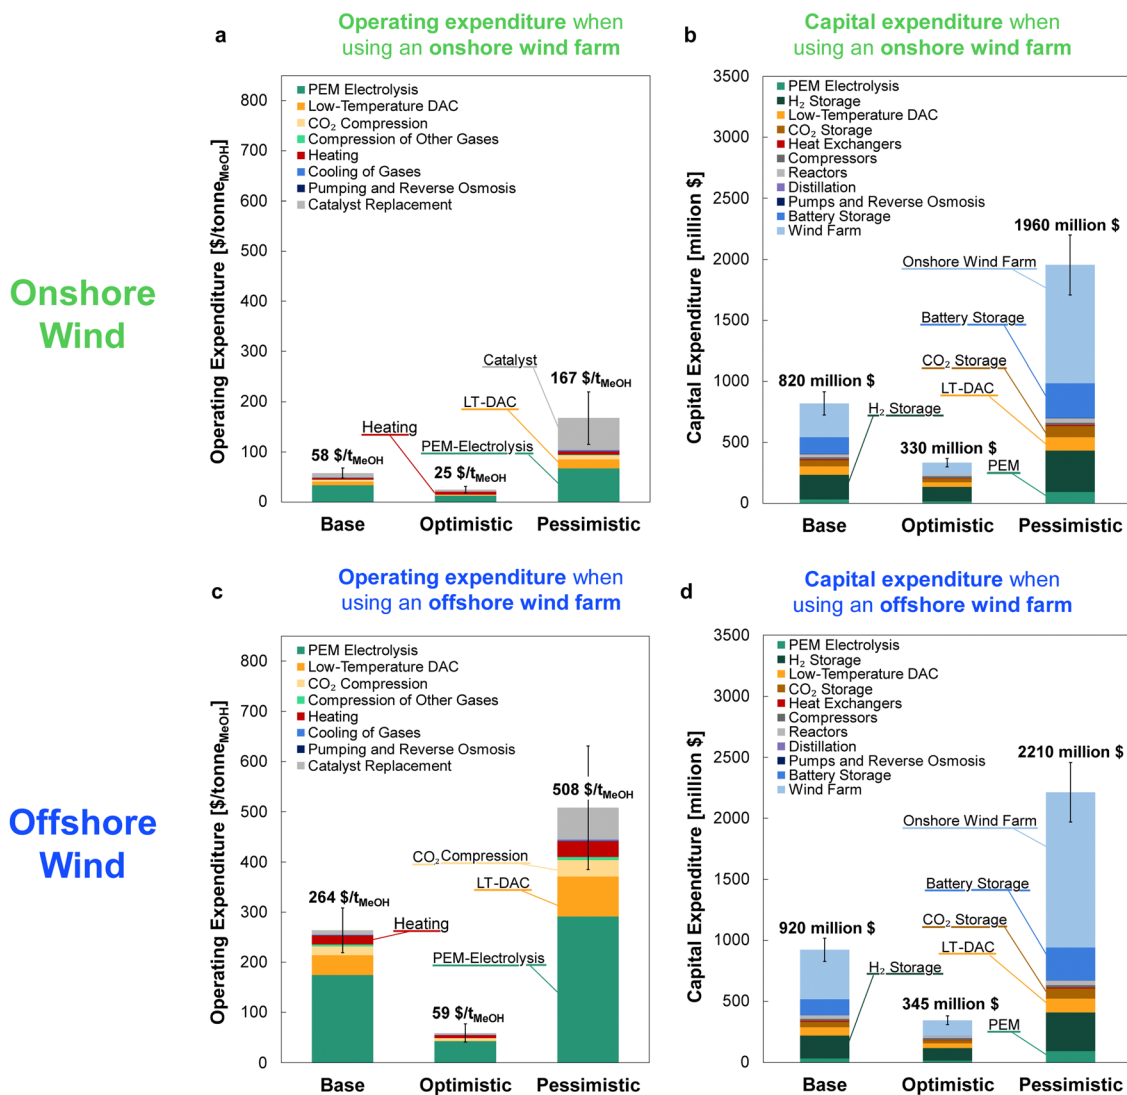 a
Operating expenditure when
using an onshore wind farm
Operating Expenditure [$/tonneMeOH]
800
700
600
500
400
300
200
100
0
PEM Electrolysis
Low-Temperature DAC
CO₂ Compression
Compression of Other Gases
Heating
Cooling of Gases
Pumping and Reverse Osmosis
Catalyst Replacement
Catalyst
167 $/tMeOH
LT-DAC
Heating
PEM-Electrolysis
58 $/tMeOH
25 $/tMeOH
Base
Optimistic
Pessimistic
b
Capital expenditure when
using an onshore wind farm
Capital Expenditure [million $]
3500
3000
2500
2000
1500
1000
500
0
PEM Electrolysis
H₂ Storage
Low-Temperature DAC
CO₂ Storage
Heat Exchangers
Compressors
Reactors
Distillation
Pumps and Reverse Osmosis
Battery Storage
Wind Farm
1960 million $
Onshore Wind Farm
Battery Storage
CO₂ Storage
820 million $
LT-DAC
H₂ Storage
330 million $
PEM
Base
Optimistic
Pessimistic
Onshore
Wind
c
Operating expenditure when
using an offshore wind farm
Operating Expenditure [$/tonneMeOH]
800
700
600
500
400
300
200
100
0
PEM Electrolysis
Low-Temperature DAC
CO₂ Compression
Compression of Other Gases
Heating
Cooling of Gases
Pumping and Reverse Osmosis
Catalyst Replacement
508 $/tMeOH
CO₂ Compression
LT-DAC
264 $/tMeOH
Heating
PEM-Electrolysis
59 $/tMeOH
Base
Optimistic
Pessimistic
d
Capital expenditure when
using an offshore wind farm
Capital Expenditure [million $]
3500
3000
2500
2000
1500
1000
500
0
PEM Electrolysis
H₂ Storage
Low-Temperature DAC
CO₂ Storage
Heat Exchangers
Compressors
Reactors
Distillation
Pumps and Reverse Osmosis
Battery Storage
Wind Farm
2210 million $
Onshore Wind Farm
Battery Storage
CO₂ Storage
920 million $
LT-DAC
H₂ Storage
345 million $
PEM
Base
Optimistic
Pessimistic
Offshore
Wind